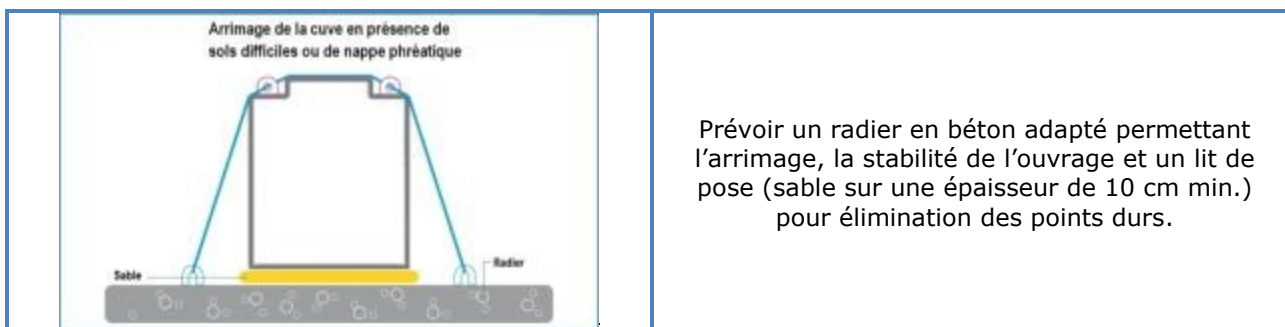 Arrimage de la cuve en présence de
sols difficiles ou de nappe phréatique
Sable
Radier
Prévoir un radier en béton adapté permettant
l’arrimage, la stabilité de l’ouvrage et un lit de
pose (sable sur une épaisseur de 10 cm min.)
pour élimination des points durs.